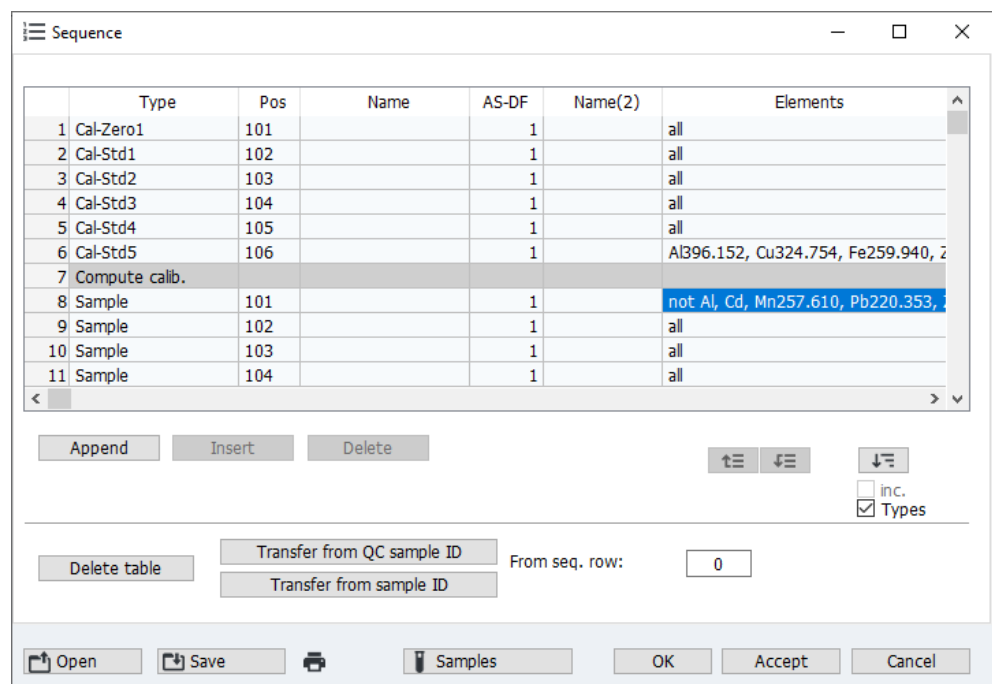 Sequence
Type Pos Name AS-DF Name(2) Elements
1 Cal-Zero1 101 1 all
2 Cal-Std1 102 1 all
3 Cal-Std2 103 1 all
4 Cal-Std3 104 1 all
5 Cal-Std4 105 1 all
6 Cal-Std5 106 1 Al396.152, Cu324.754, Fe259.940, Z
7 Compute calib.
8 Sample 101 1 not Al, Cd, Mn257.610, Pb220.353,
9 Sample 102 1 all
10 Sample 103 1 all
11 Sample 104 1 all
Append Insert Delete
inc.
Types
Delete table
Transfer from QC sample ID
Transfer from sample ID
From seq. row: 0
Open Save Samples OK Accept Cancel